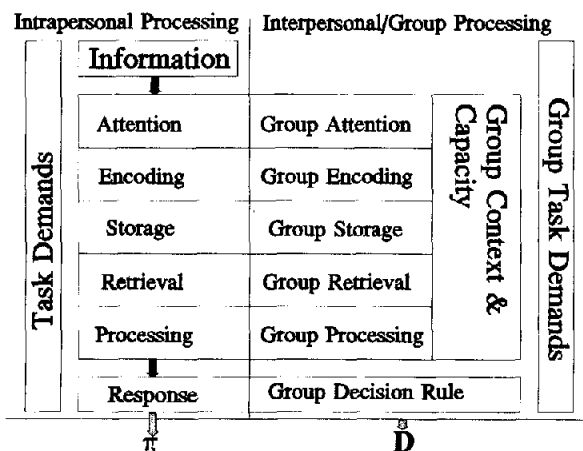 Intrapersonal Processing
Interpersonal/Group Processing
Information
Attention
Group Attention
Encoding
Group Encoding
Storage
Group Storage
Retrieval
Group Retrieval
Processing
Group Processing
Response
Group Decision Rule
Task Demands
Group Context &
Capacity
Group Task Demands
π
D